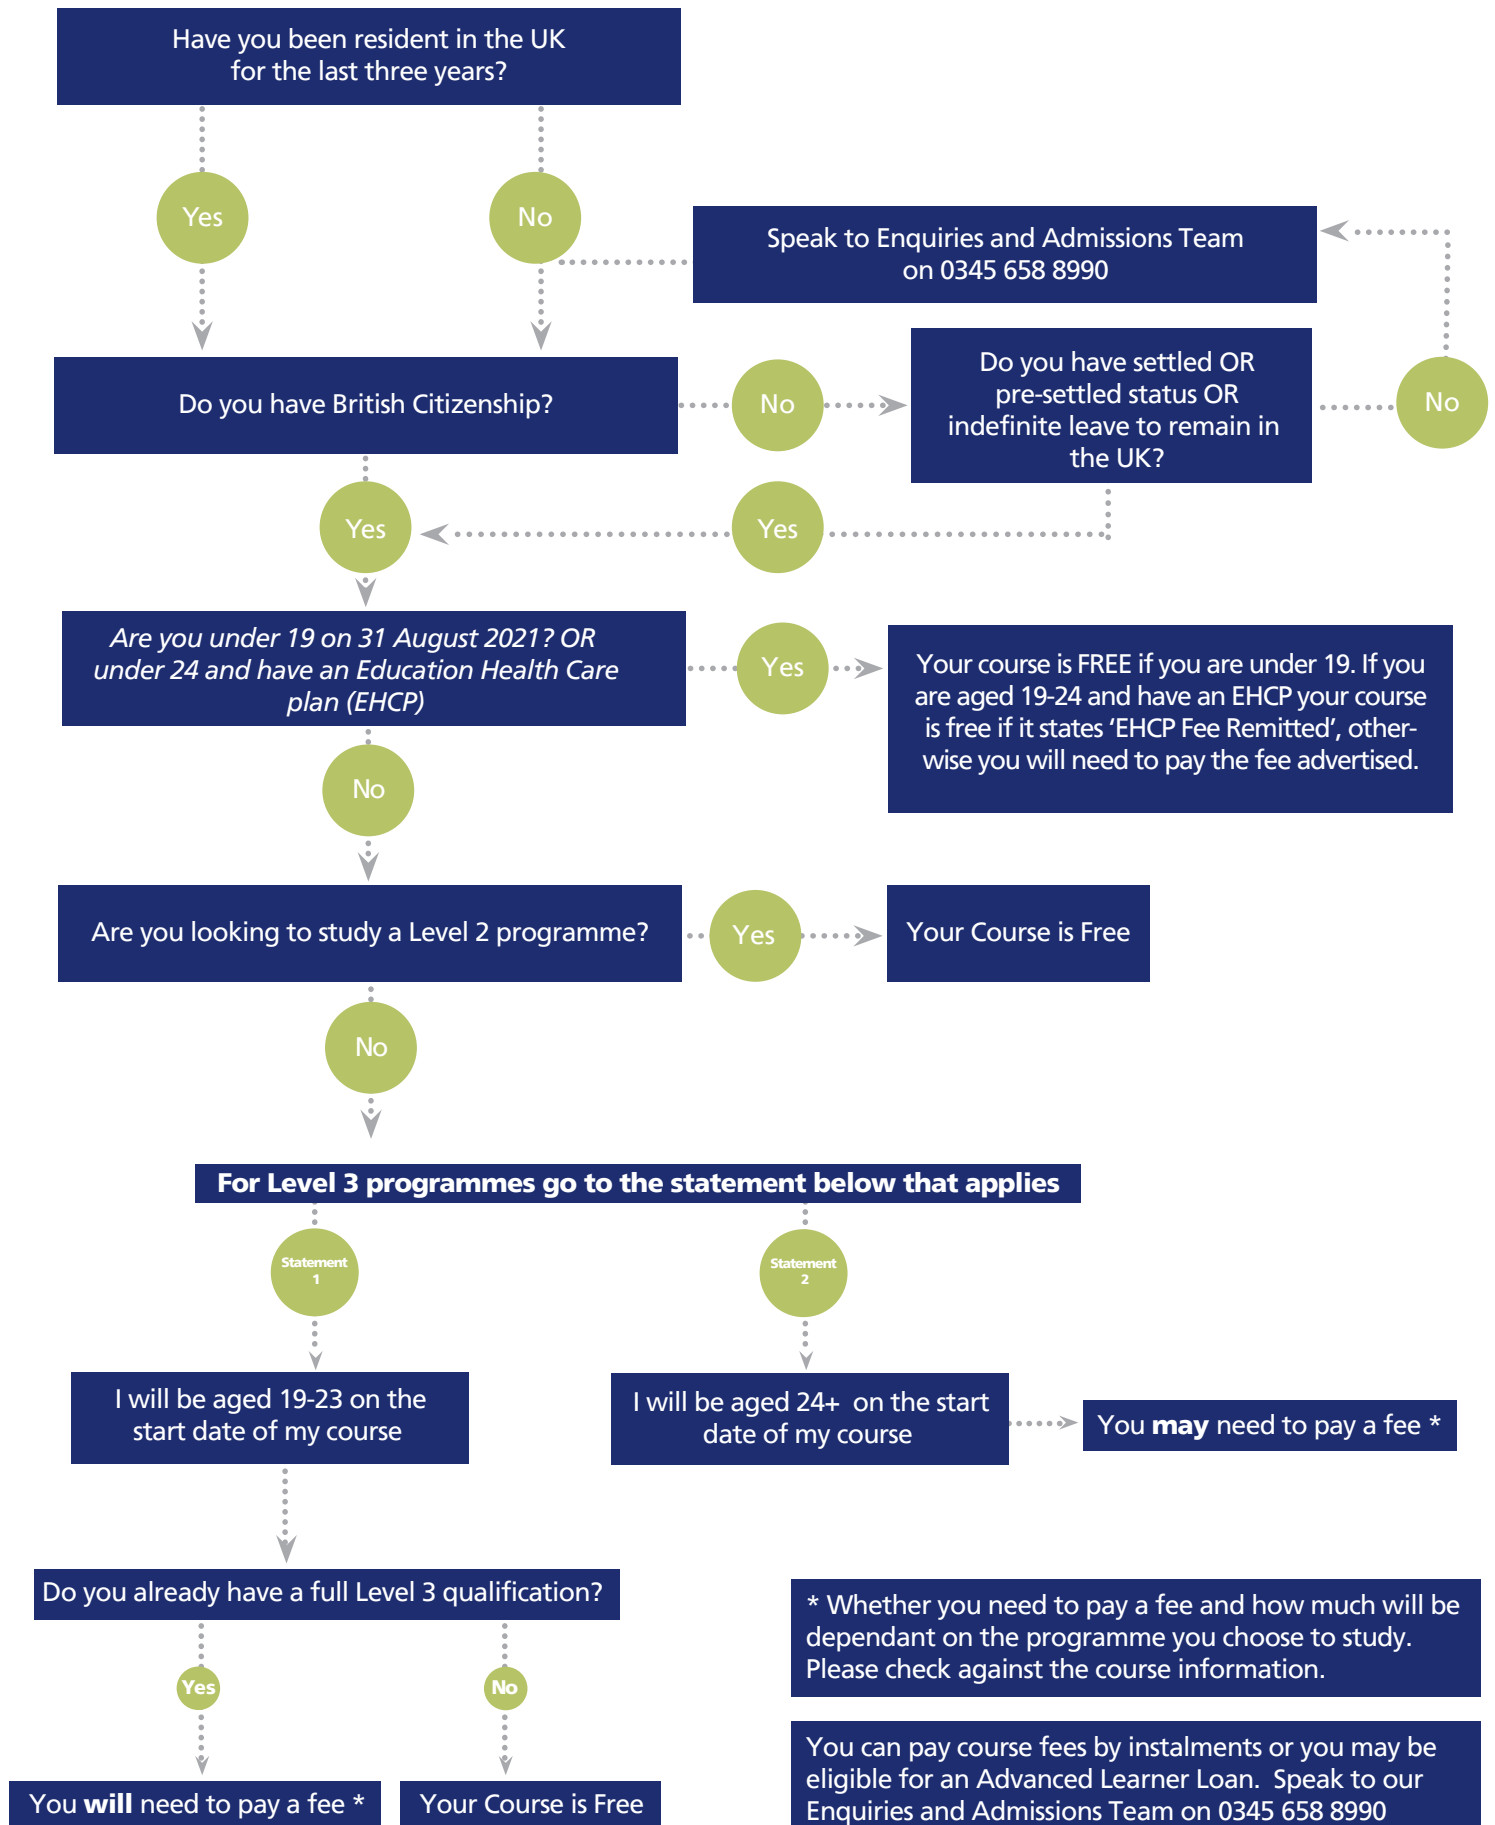 Have you been resident in the UK
for the last three years?
Yes
No
Speak to Enquiries and Admissions Team
on 0345 658 8990
Do you have British Citizenship?
No
Do you have settled OR
pre-settled status OR
indefinite leave to remain in
the UK?
No
Yes
Yes
Are you under 19 on 31 August 2021? OR
under 24 and have an Education Health Care
plan (EHCP)
Yes
Your course is FREE if you are under 19. If you
are aged 19-24 and have an EHCP your course
is free if it states ‘EHCP Fee Remitted’, other-
wise you will need to pay the fee advertised.
No
Are you looking to study a Level 2 programme?
Yes
Your Course is Free
No
For Level 3 programmes go to the statement below that applies
Statement
1
Statement
2
I will be aged 19-23 on the
start date of my course
I will be aged 24+ on the start
date of my course
You may need to pay a fee *
Do you already have a full Level 3 qualification?
Yes
No
You will need to pay a fee *
Your Course is Free
* Whether you need to pay a fee and how much will be
dependant on the programme you choose to study.
Please check against the course information.
You can pay course fees by instalments or you may be
eligible for an Advanced Learner Loan. Speak to our
Enquiries and Admissions Team on 0345 658 8990